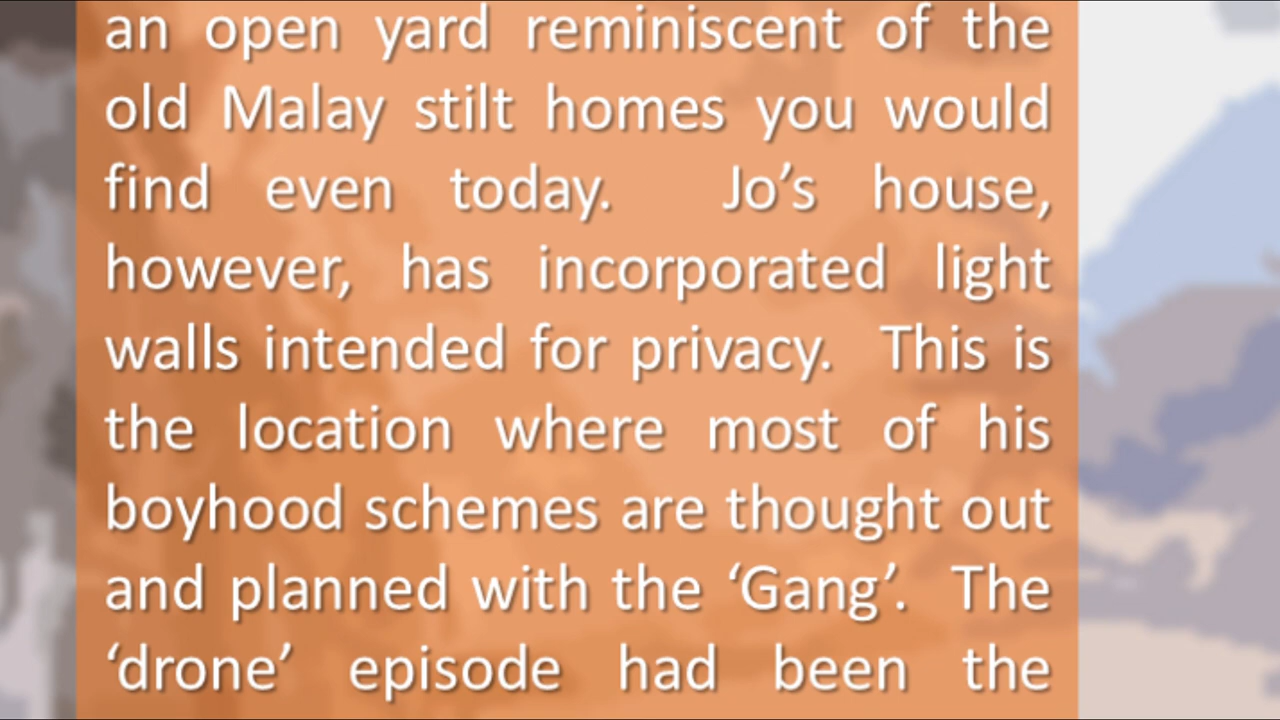 an open yard reminiscent of the
old Malay stilt homes you would
find even today.  Jo’s house,
however, has incorporated light
walls intended for privacy.  This is
the location where most of his
boyhood schemes are thought out
and planned with the ‘Gang’.  The
‘drone’ episode had been the